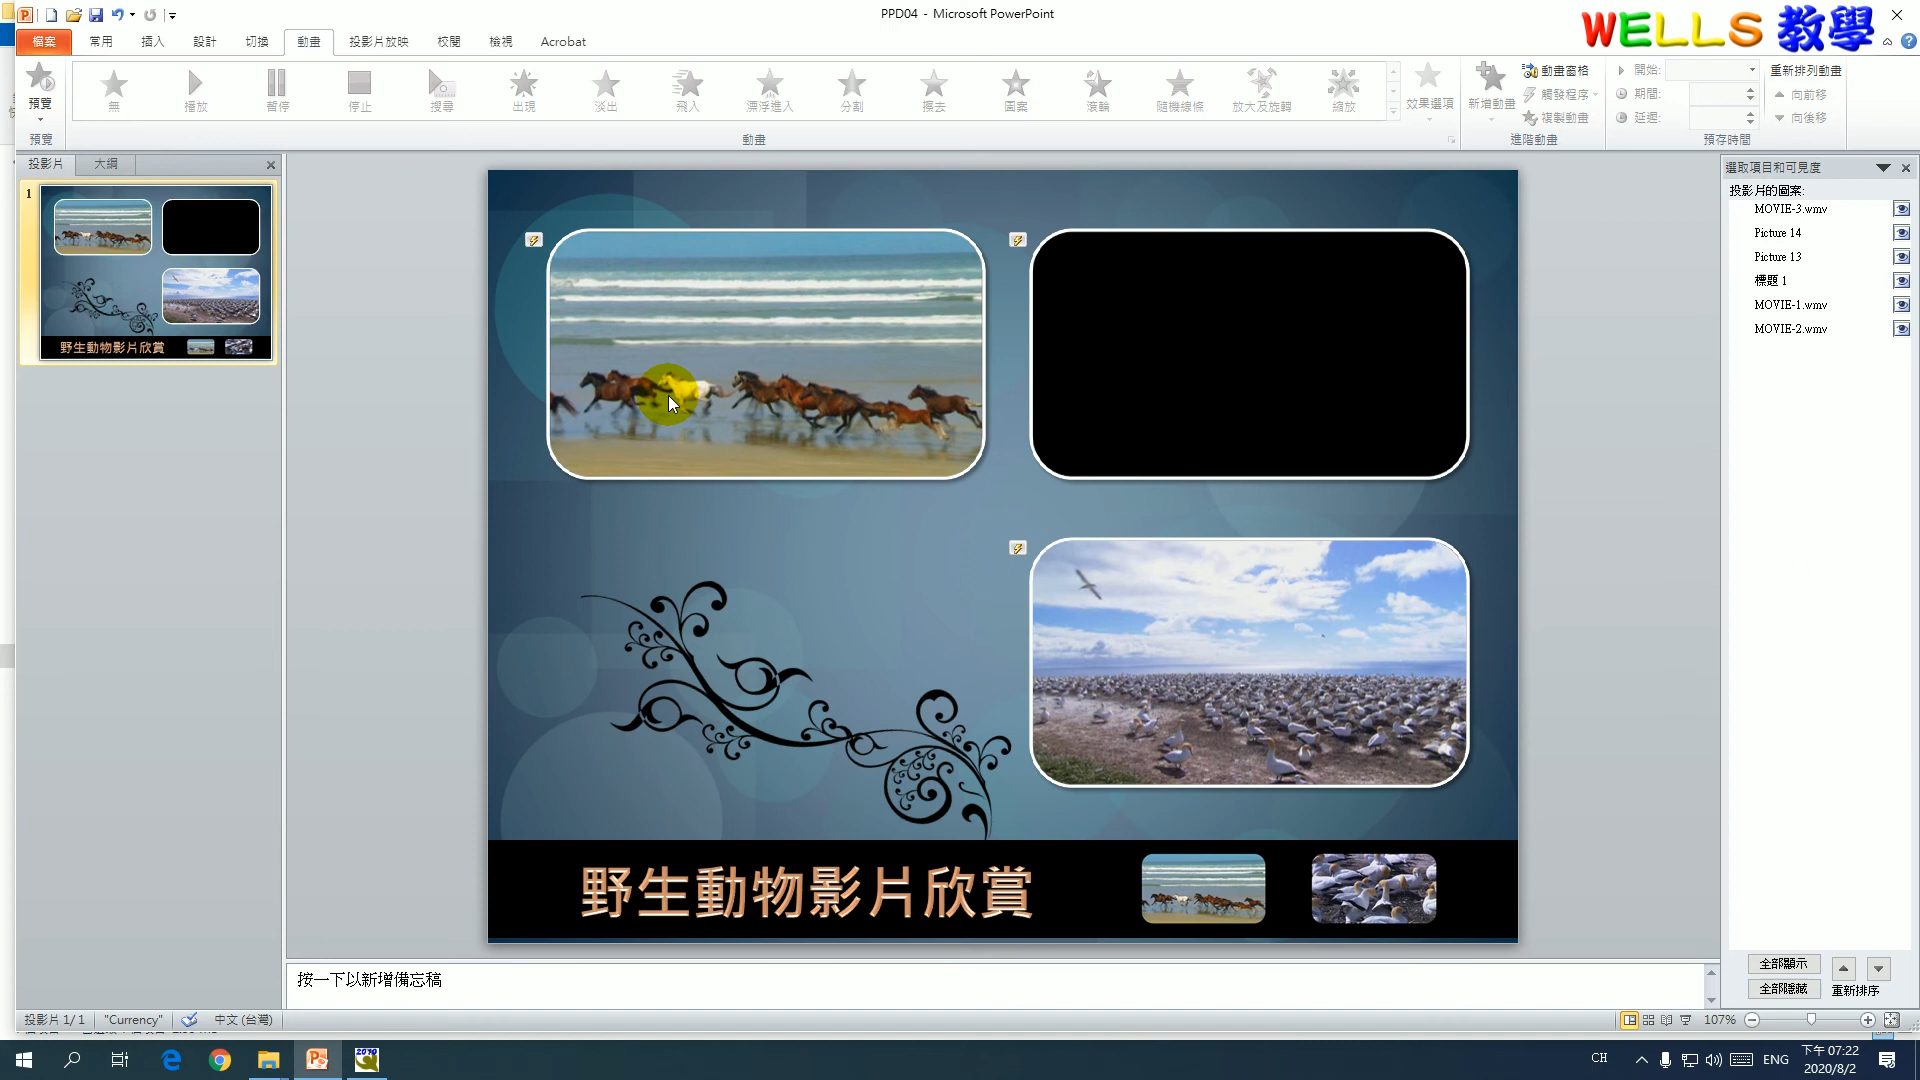 PPD04 - Microsoft PowerPoint
WELLS 教學
檔案 常用 插入 設計 切換 動畫 投影片放映 校閱 檢視 Acrobat
預覽 無 播放 暫停 停止 搜尋 出現 淡出 飛入 漂浮進入 分割 擦去 圖案 滾輪 隨機線條 放大及旋轉 縮放 效果選項 新增動畫
動畫窗格
觸發程序
複製動畫
開始:
期間:
延遲:
重新排列動畫
向前移
向後移
預覽 動畫 進階動畫 預存時間
投影片 大綱
1
野生動物影片欣賞
野生動物影片欣賞
選取項目和可見度
投影片的圖案:
MOVIE-3.wmv
Picture 14
Picture 13
標題 1
MOVIE-1.wmv
MOVIE-2.wmv
全部顯示
全部隱藏
重新排序
按一下以新增備忘稿
投影片 1/1 "Currency" 中文 (台灣) 107%
2010
CH ENG 下午 07:22
2020/8/2